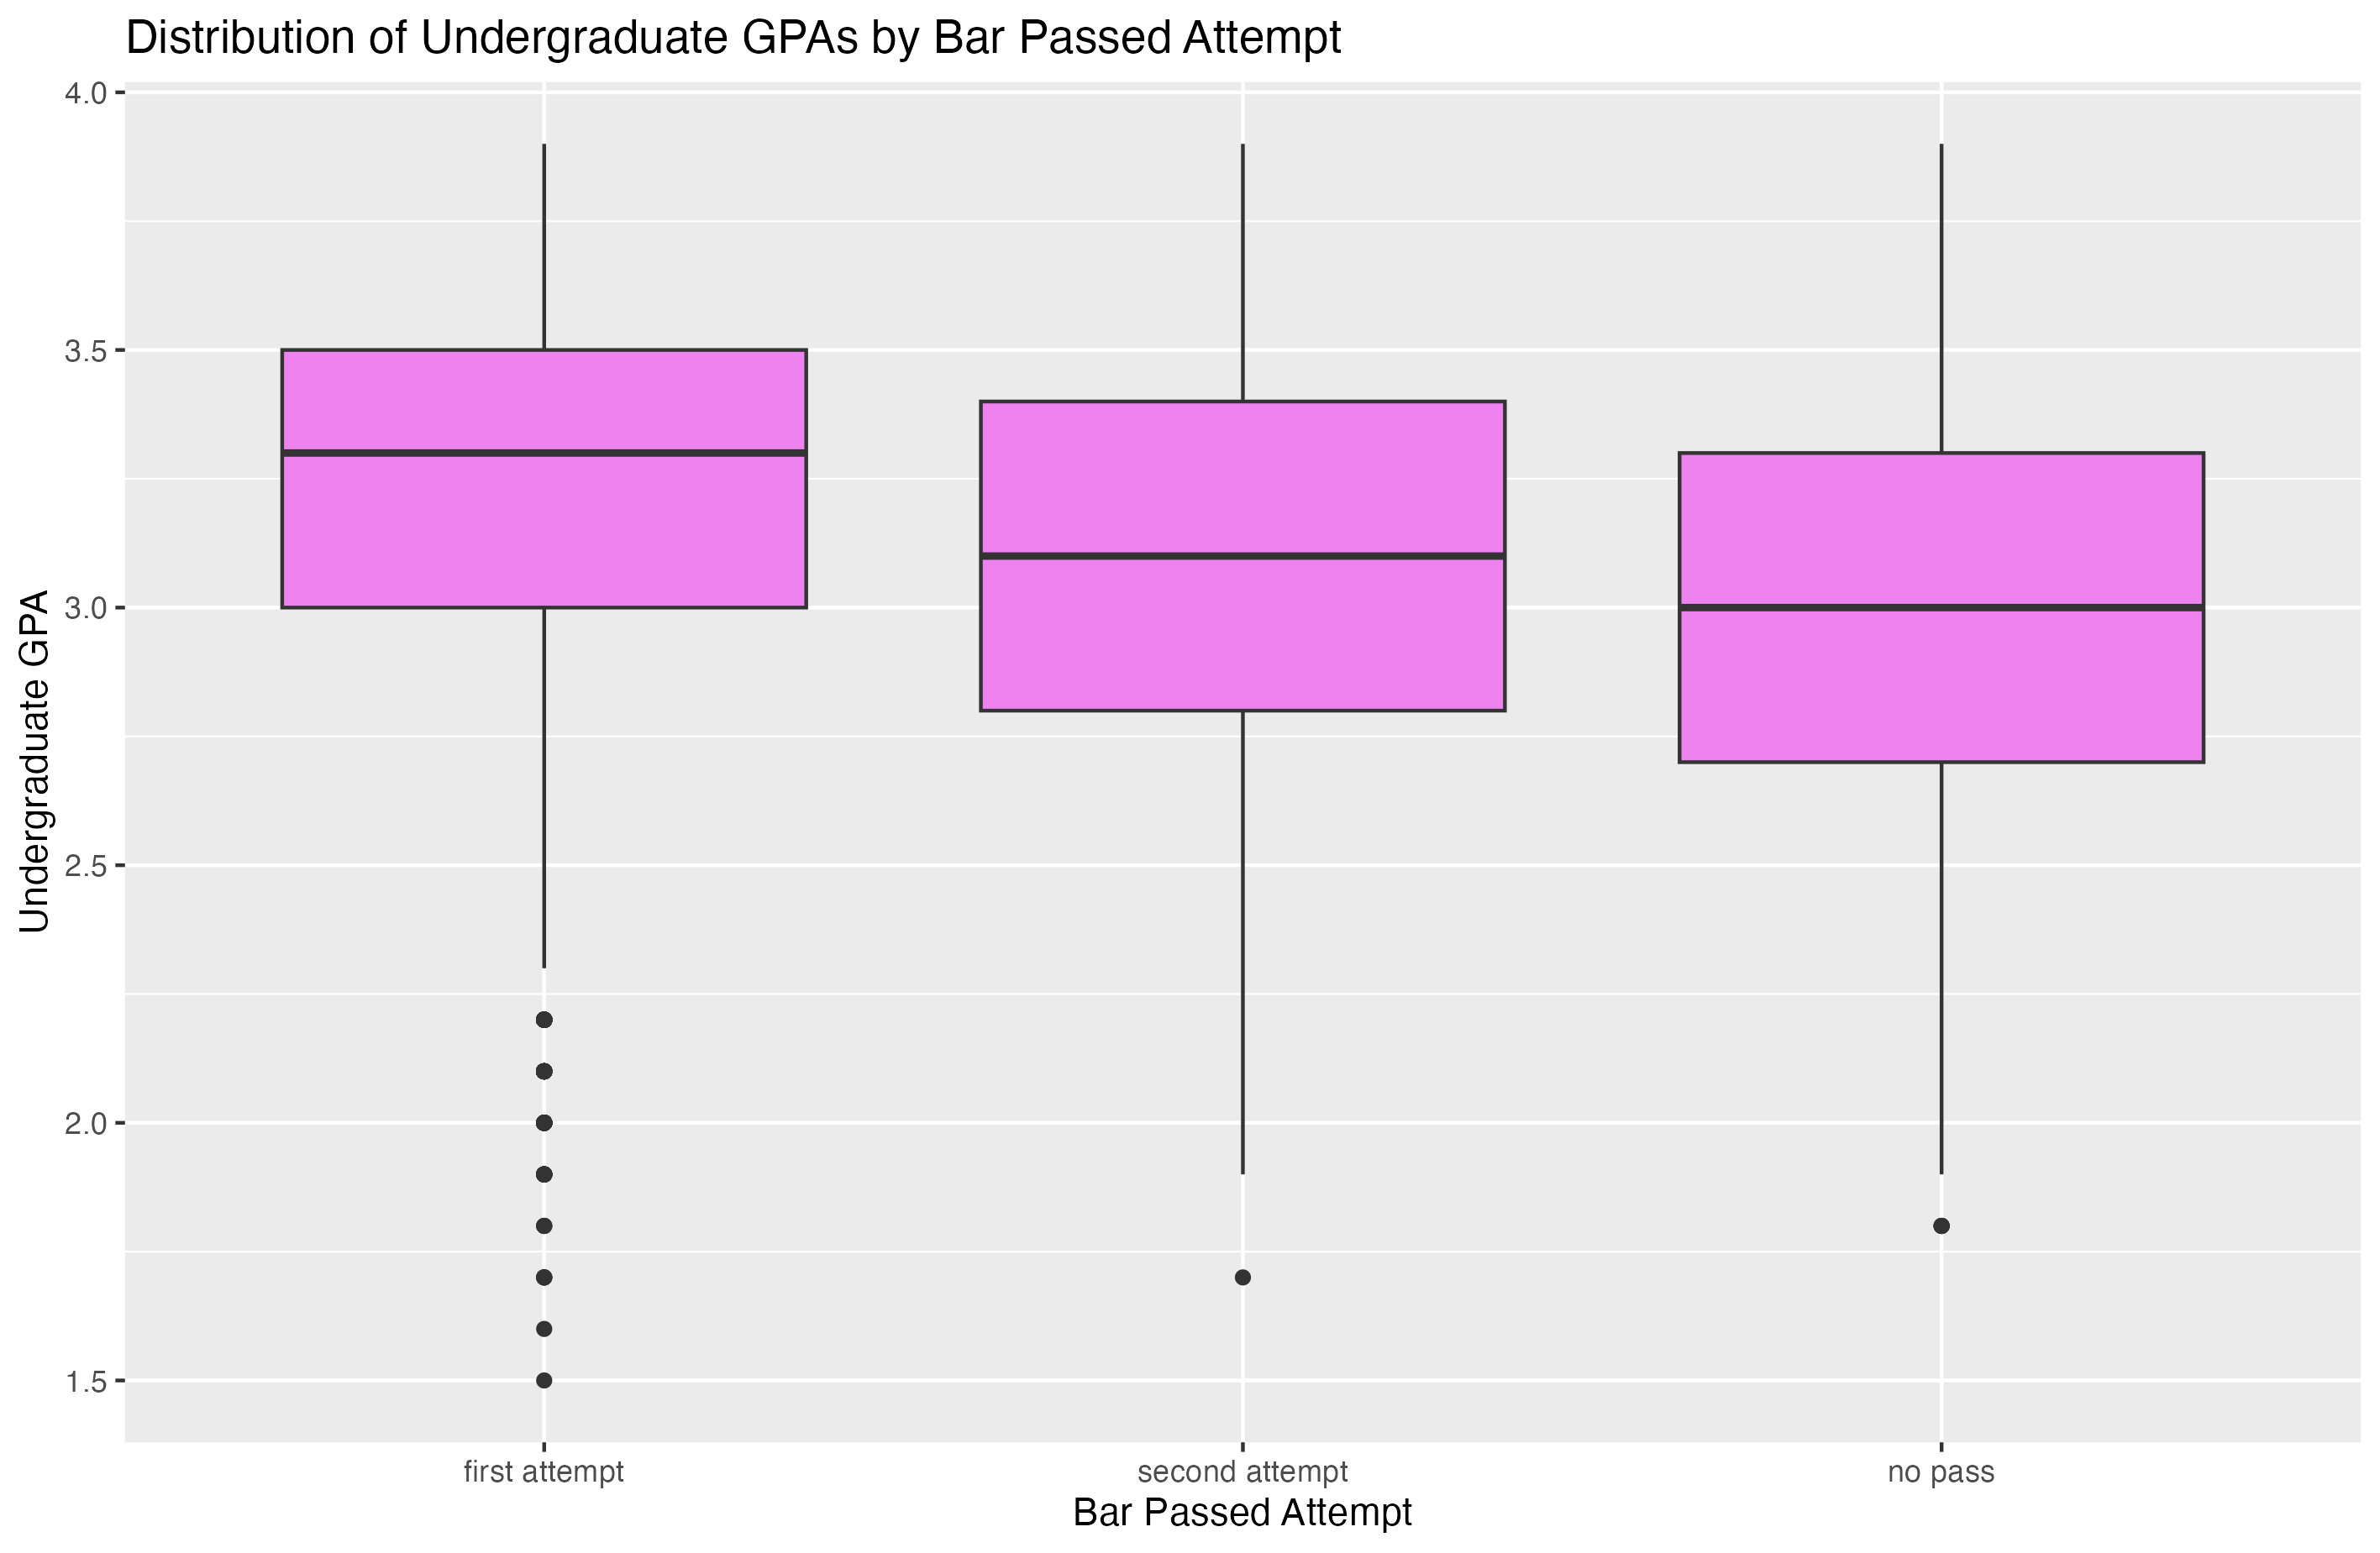 Distribution of Undergraduate GPAs by Bar Passed Attempt
Undergraduate GPA
4.0
3.5
3.0
2.5
2.0
1.5
first attempt
second attempt
no pass
Bar Passed Attempt